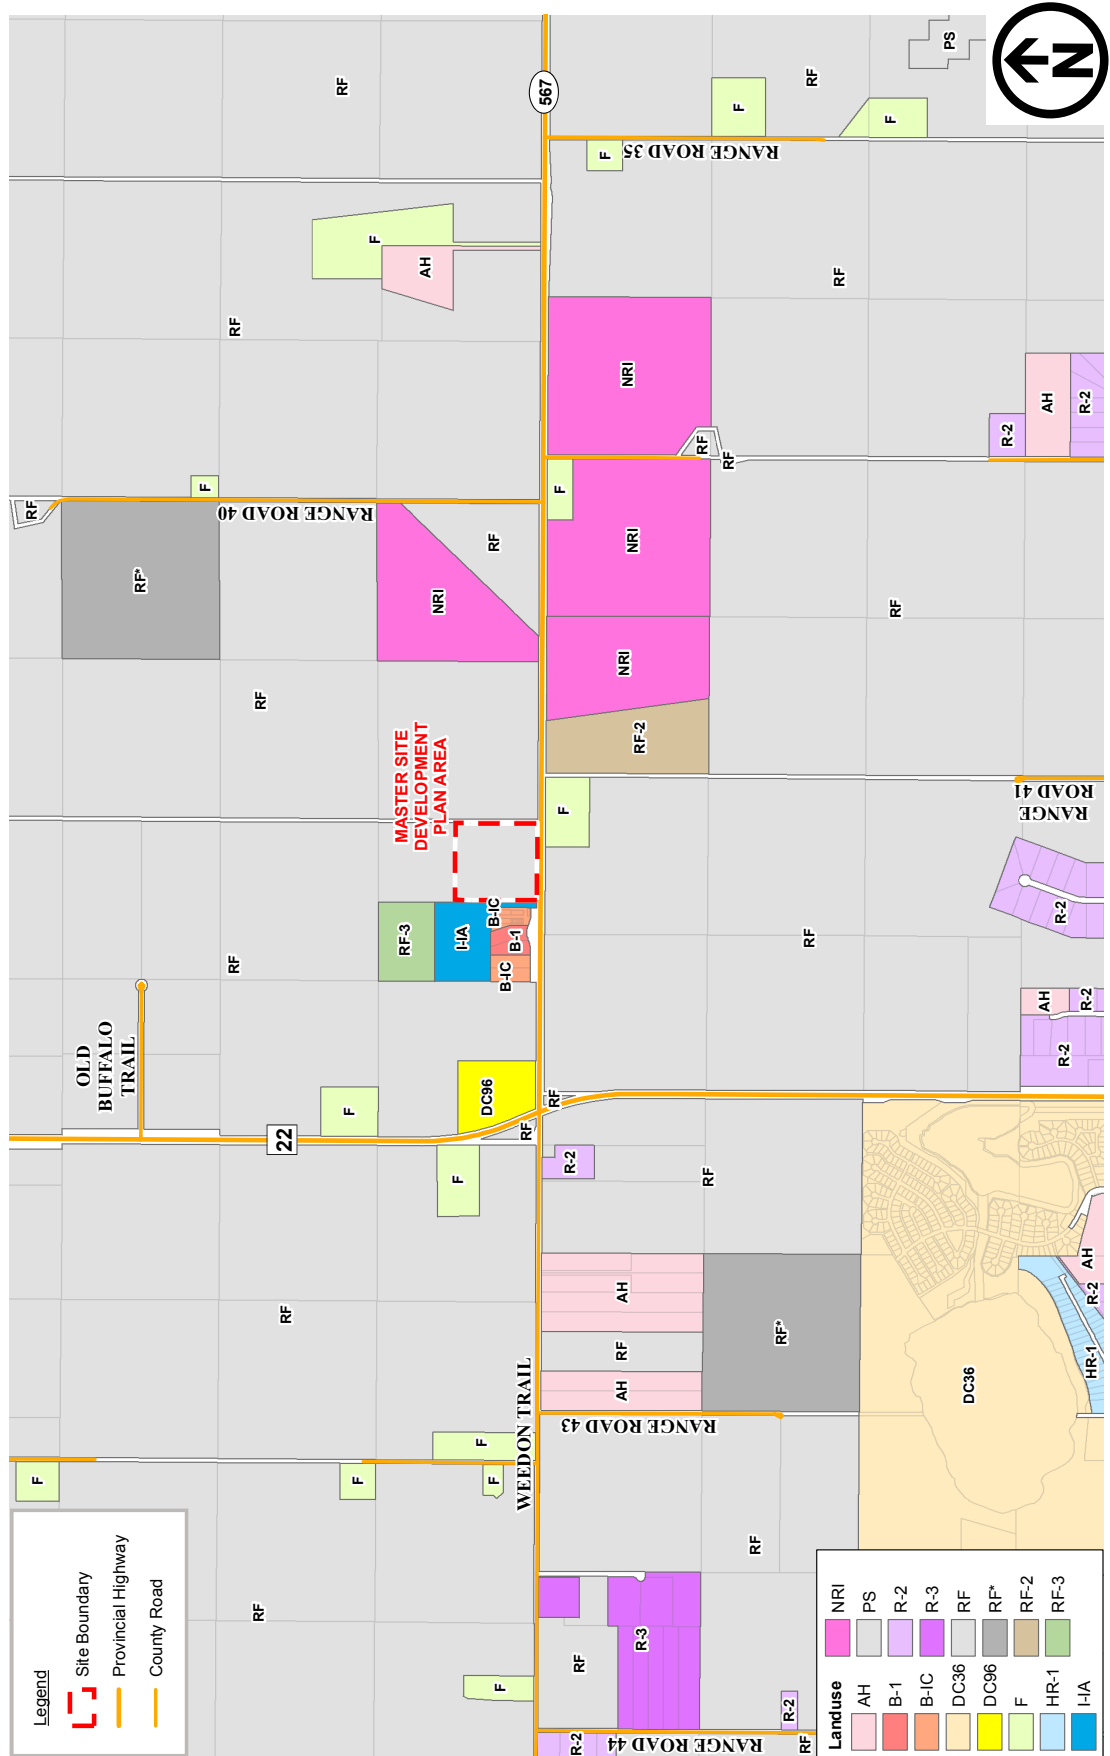 RF
RF
PS
567
F
F
F
RANGE ROAD 35
RF
F
AH
RF
RF
NRI
AH
R-2
R-2
RF
RF
RF
F
RANGE ROAD 40
F
RF*
RF
NRI
NRI
RF
NRI
RF
RF-2
MASTER SITE
DEVELOPMENT
PLAN AREA
F
RANGE
ROAD 41
R-2
RF
RF
RF-3
I-IA
B-IC
B-1
B-IC
AH
R-2
R-2
OLD
BUFFALO
TRAIL
DC96
F
RF
RF
22
R-2
F
RF
AH
RF
AH
RF*
RF
DC36
AH
R-2
HR-1
WEEDON TRAIL
RANGE ROAD 43
F
F
F
F
RF
RF
F
RF
R-3
R-2
R-2
RANGE ROAD 44
RF
Legend
Site Boundary
Provincial Highway
County Road
Landuse
AH
B-1
B-IC
DC36
DC96
F
HR-1
I-IA
NRI
PS
R-2
R-3
RF
RF*
RF-2
RF-3
N